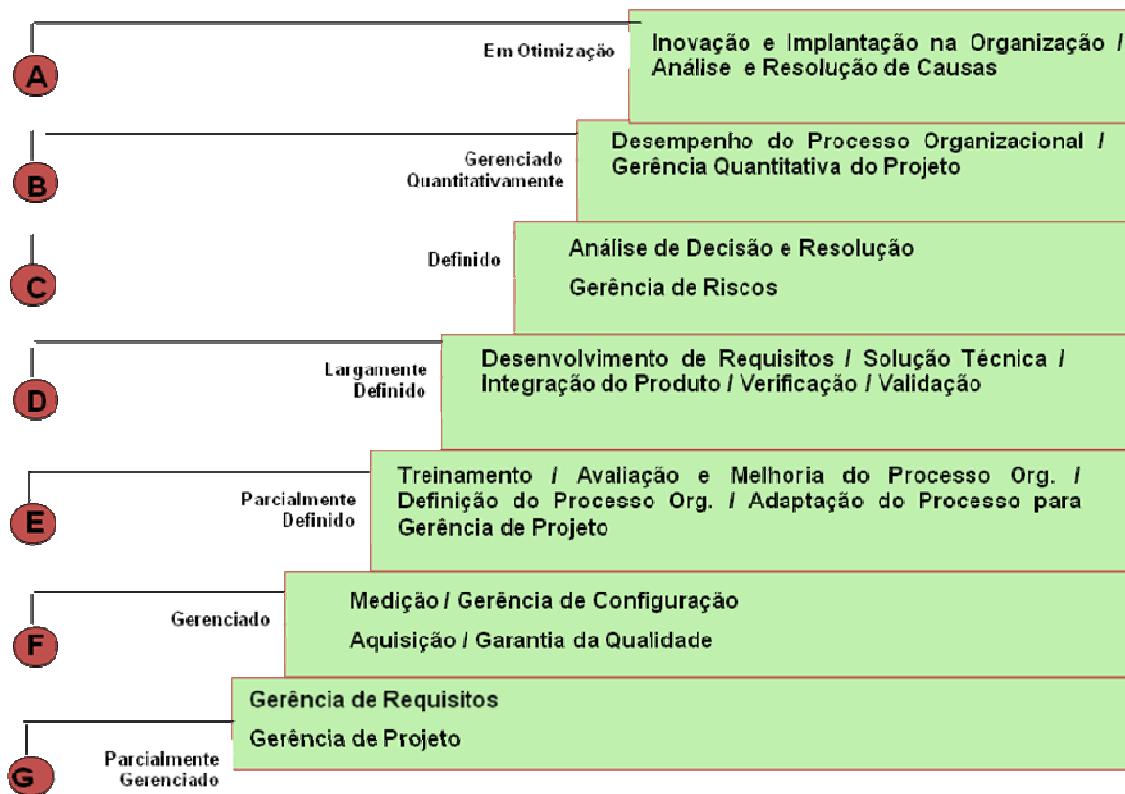 A
Em Otimização
Inovação e Implantação na Organização /
Análise e Resolução de Causas
B
Gerenciado
Quantitativamente
Desempenho do Processo Organizacional /
Gerência Quantitativa do Projeto
C
Definido
Análise de Decisão e Resolução
Gerência de Riscos
D
Largamente
Definido
Desenvolvimento de Requisitos / Solução Técnica /
Integração do Produto / Verificação / Validação
E
Parcialmente
Definido
Treinamento / Avaliação e Melhoria do Processo Org. /
Definição do Processo Org. / Adaptação do Processo para
Gerência de Projeto
F
Gerenciado
Medição / Gerência de Configuração
Aquisição / Garantia da Qualidade
G
Parcialmente
Gerenciado
Gerência de Requisitos
Gerência de Projeto